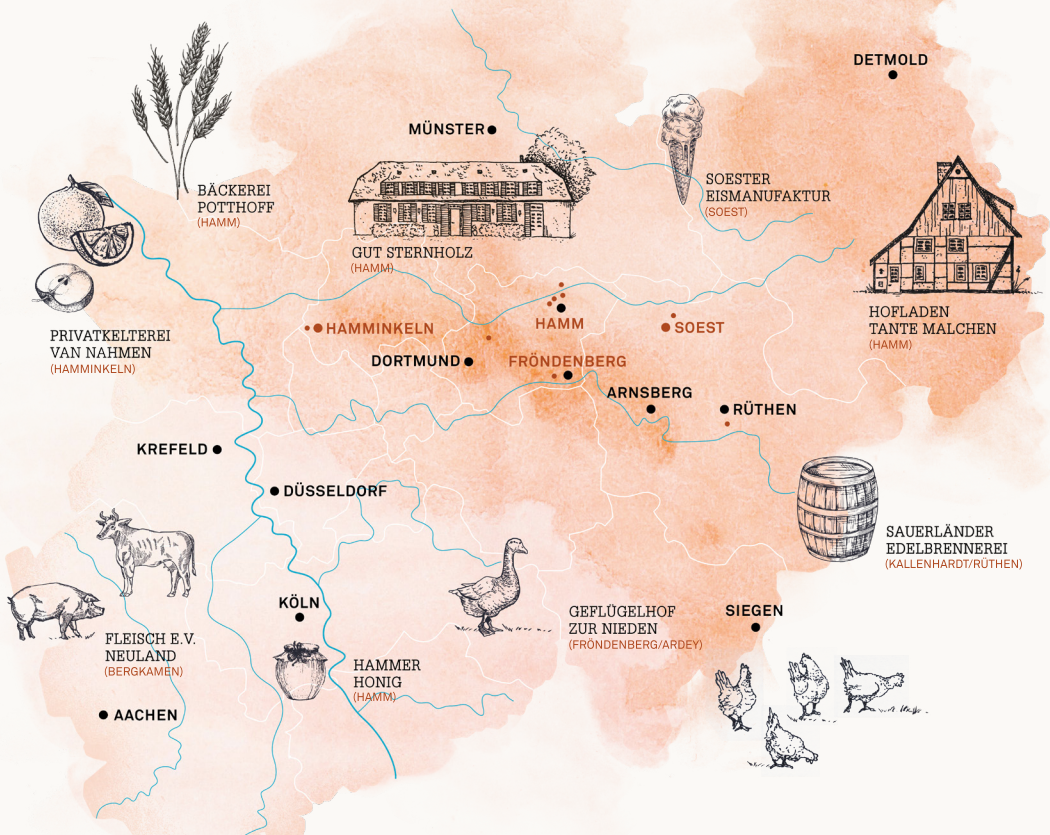 DETMOLD
MÜNSTER
BÄCKEREI
POTTHOFF
(HAMM)
SOESTER
EISMANUFAKTUR
(SOEST)
GUT STERNHOLZ
(HAMM)
HOFLADEN
TANTE MALCHEN
(HAMM)
PRIVATKELTEREI
VAN NAHMEN
(HAMMINKELN)
HAMMINKELN
HAMM
SOEST
DORTMUND
FRÖNDENBERG
ARNSBERG
RÜTHEN
KREFELD
DÜSSELDORF
SAUERLÄNDER
EDELBRENNEREI
(KALLENHARDT/RÜTHEN)
KÖLN
GEFLÜGELHOF
ZUR NIEDEN
(FRÖNDENBERG/ARDEY)
SIEGEN
FLEISCH E.V.
NEULAND
(BERGKAMEN)
HAMMER
HONIG
(HAMM)
AACHEN